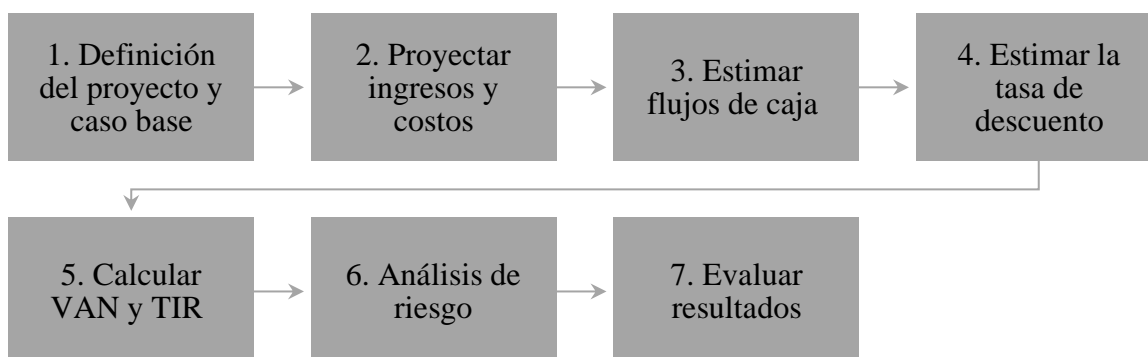 1. Definición
del proyecto y
caso base
2. Proyectar
ingresos y
costos
3. Estimar
flujos de caja
4. Estimar la
tasa de
descuento
5. Calcular
VAN y TIR
6. Análisis de
riesgo
7. Evaluar
resultados